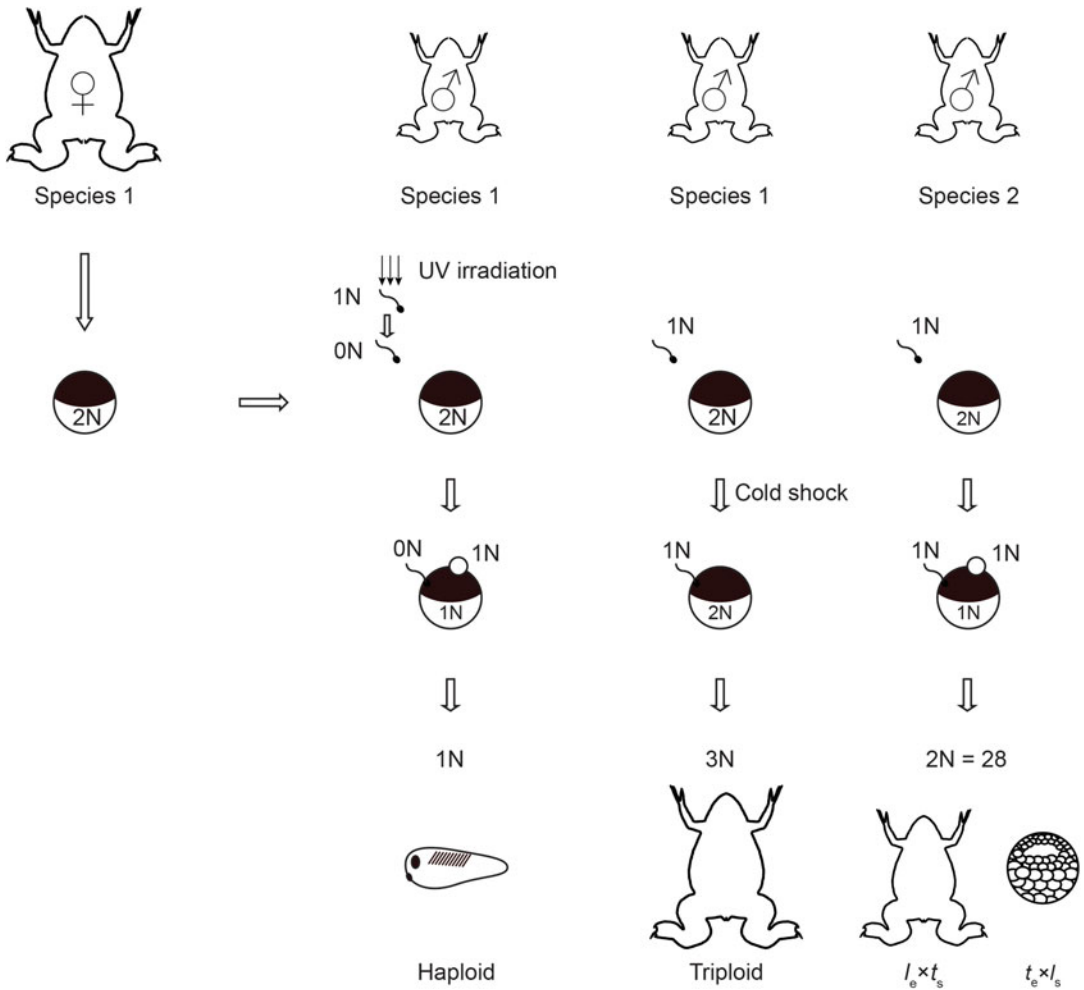 Species 1
Species 1
Species 1
Species 2
UV irradiation
1N
0N
1N
1N
2N
2N
2N
2N
Cold shock
0N
1N
1N
1N
1N
1N
2N
1N
1N
3N
2N = 28
Haploid
Triploid
lₑ×tₛ
tₑ×lₛ